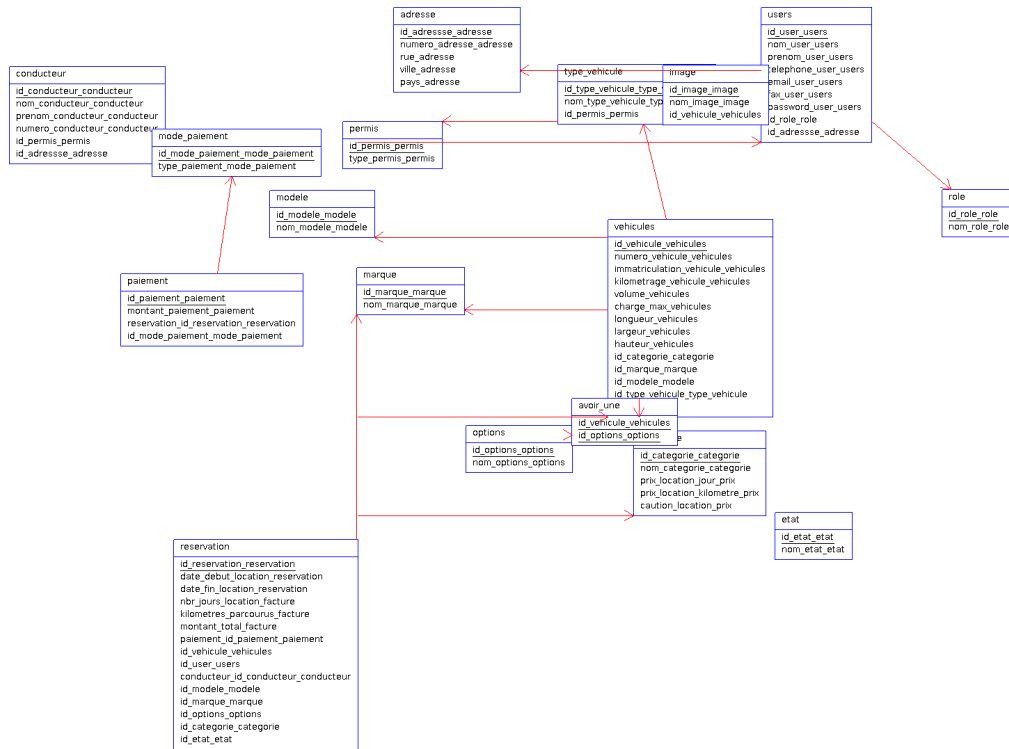 adresse
id_adressse_adresse
numero_adresse_adresse
rue_adresse
ville_adresse
pays_adresse
users
id_user_users
nom_user_users
prenom_user_users
telephone_user_users
email_user_users
fax_user_users
password_user_users
id_role_role
id_adressse_adresse
conducteur
id_conducteur_conducteur
nom_conducteur_conducteur
prenom_conducteur_conducteur
numero_conducteur_conducteur
id_permis_permis
id_adressse_adresse
type_vehicule
id_type_vehicule_type_
nom_type_vehicule_typ
id_permis_permis
image
id_image_image
nom_image_image
id_vehicule_vehicules
mode_paiement
id_mode_paiement_mode_paiement
type_paiement_mode_paiement
permis
id_permis_permis
type_permis_permis
modele
id_modele_modele
nom_modele_modele
role
id_role_role
nom_role_role
vehicules
id_vehicule_vehicules
numero_vehicule_vehicules
immatriculation_vehicule_vehicules
kilometrage_vehicule_vehicules
volume_vehicules
charge_max_vehicules
longueur_vehicules
largeur_vehicules
hauteur_vehicules
id_categorie_categorie
id_marque_marque
id_modele_modele
id_type_vehicule_type_vehicule
paiement
id_paiement_paiement
montant_paiement_paiement
reservation_id_reservation_reservation
id_mode_paiement_mode_paiement
marque
id_marque_marque
nom_marque_marque
avoir_une
id_vehicule_vehicules
id_options_options
options
id_options_options
nom_options_options
e
id_categorie_categorie
nom_categorie_categorie
prix_location_jour_prix
prix_location_kilometre_prix
caution_location_prix
etat
id_etat_etat
nom_etat_etat
reservation
id_reservation_reservation
date_debut_location_reservation
date_fin_location_reservation
nbr_jours_location_facture
kilometres_parcourus_facture
montant_total_facture
paiement_id_paiement_paiement
id_vehicule_vehicules
id_user_users
conducteur_id_conducteur_conducteur
id_modele_modele
id_marque_marque
id_options_options
id_categorie_categorie
id_etat_etat